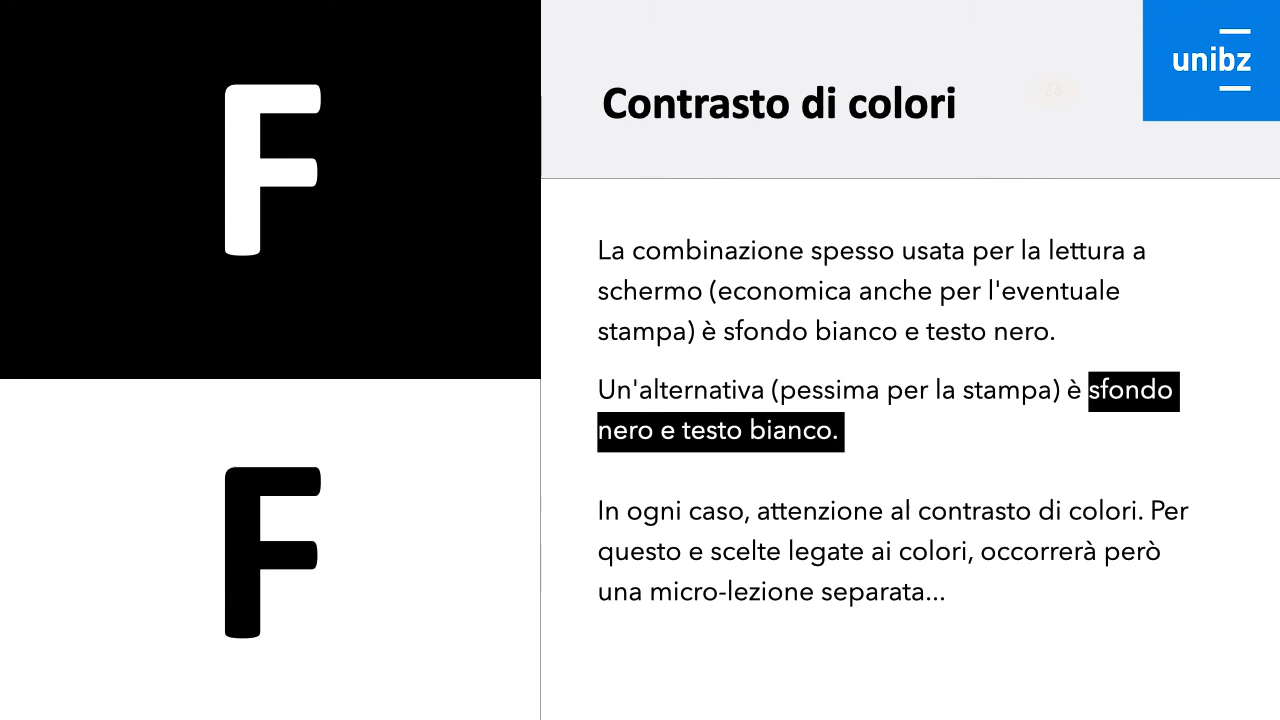 F
F
Contrasto di colori
26
unibz
La combinazione spesso usata per la lettura a
schermo (economica anche per l'eventuale
stampa) è sfondo bianco e testo nero.
Un'alternativa (pessima per la stampa) è sfondo
nero e testo bianco.
In ogni caso, attenzione al contrasto di colori. Per
questo e scelte legate ai colori, occorrerà però
una micro-lezione separata...